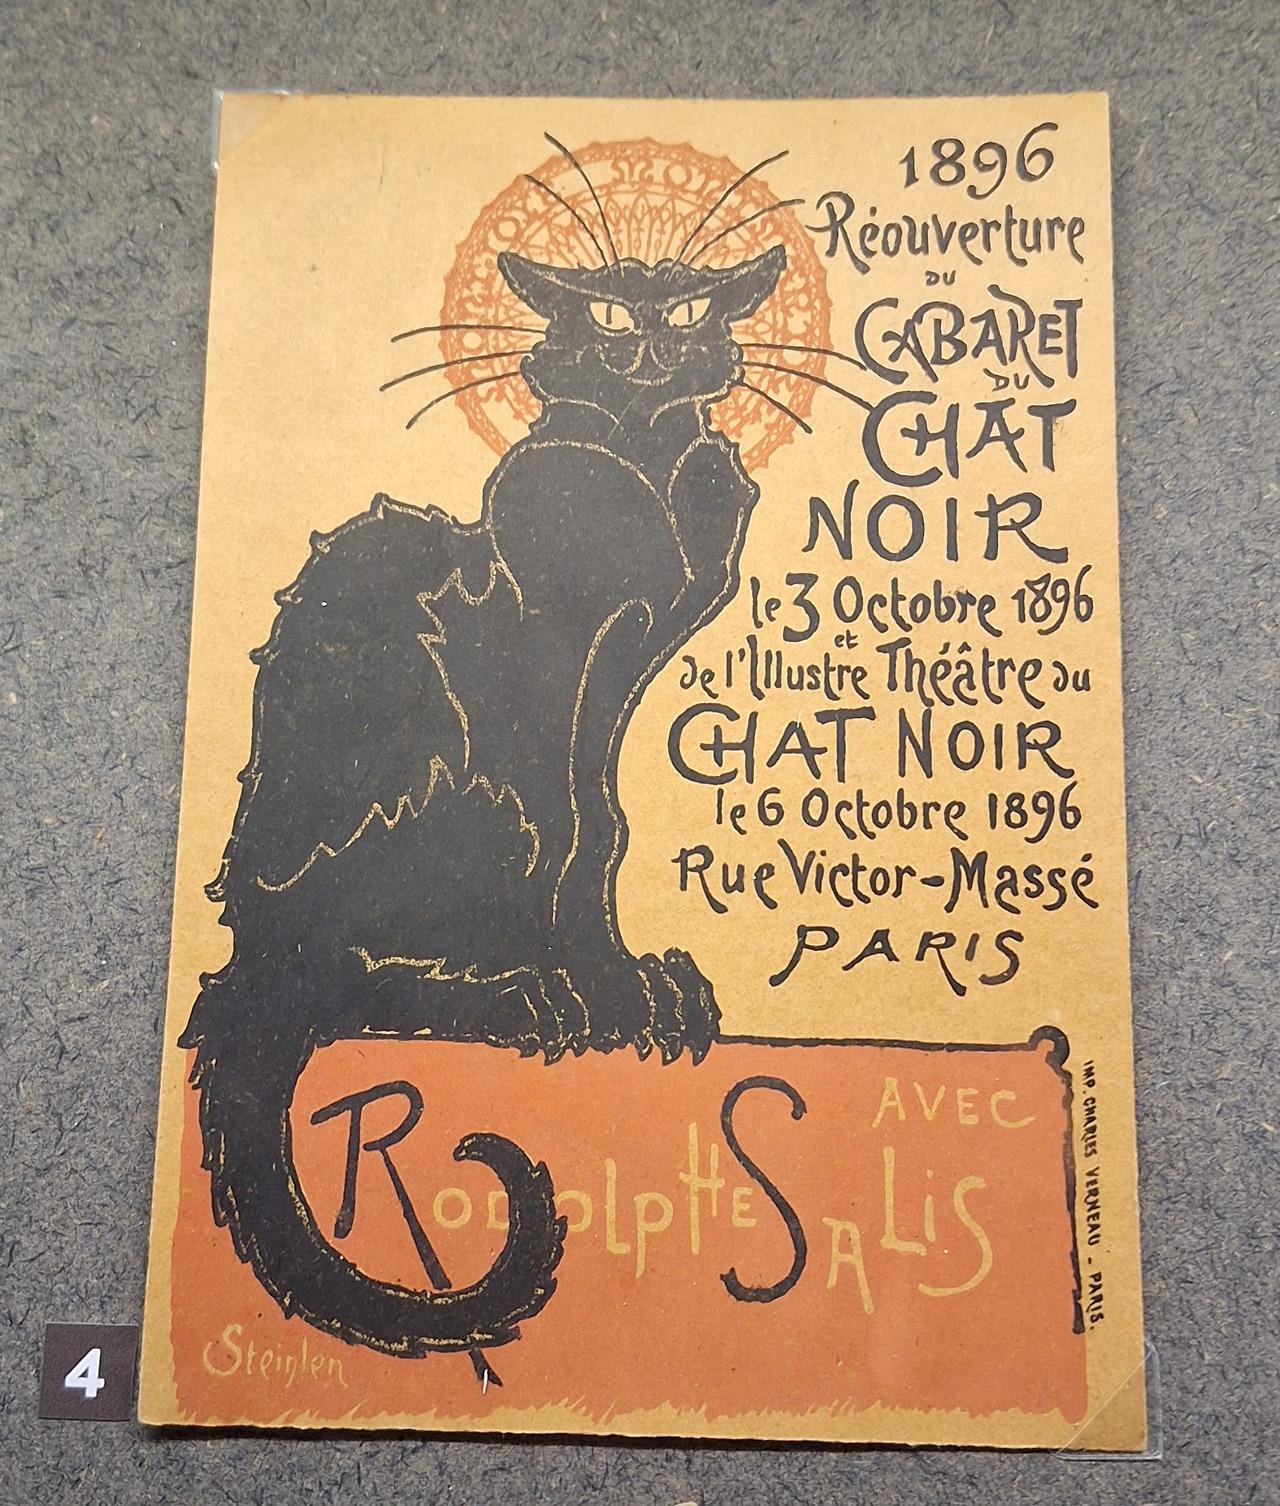 1896
Réouverture
DU
CABARET
DU
CHAT
NOIR
le 3 Octobre 1896
et
de l'Illustre Théâtre du
CHAT NOIR
le 6 Octobre 1896
Rue Victor-Massé
PARIS
AVEC
RODOLPHE SALIS
IMP. CHARLES VERNEAU - PARIS.
Steinlen
4